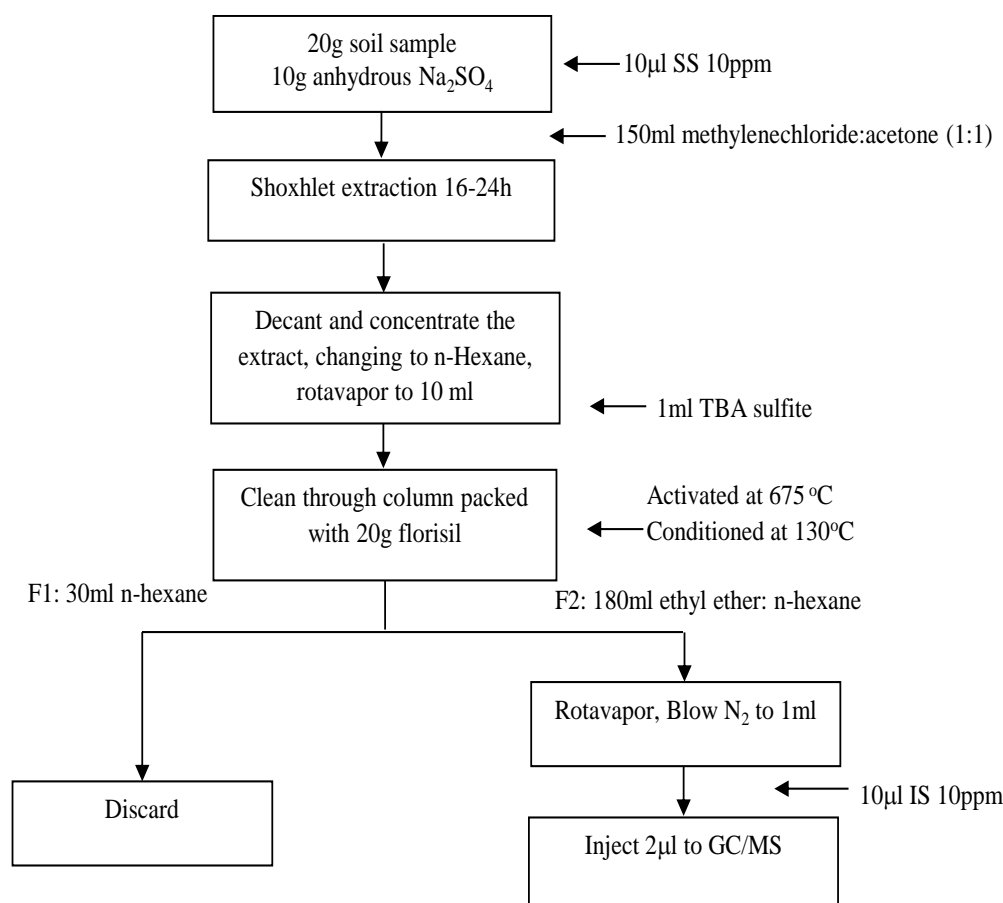 20g soil sample
10g anhydrous Na₂SO₄
10μl SS 10ppm
150ml methylenechloride:acetone (1:1)
Shoxhlet extraction 16-24h
Decant and concentrate the
extract, changing to n-Hexane,
rotavapor to 10 ml
1ml TBA sulfite
Clean through column packed
with 20g florisil
Activated at 675 °C
Conditioned at 130°C
F1: 30ml n-hexane
F2: 180ml ethyl ether: n-hexane
Rotavapor, Blow N₂ to 1ml
Discard
10μl IS 10ppm
Inject 2μl to GC/MS